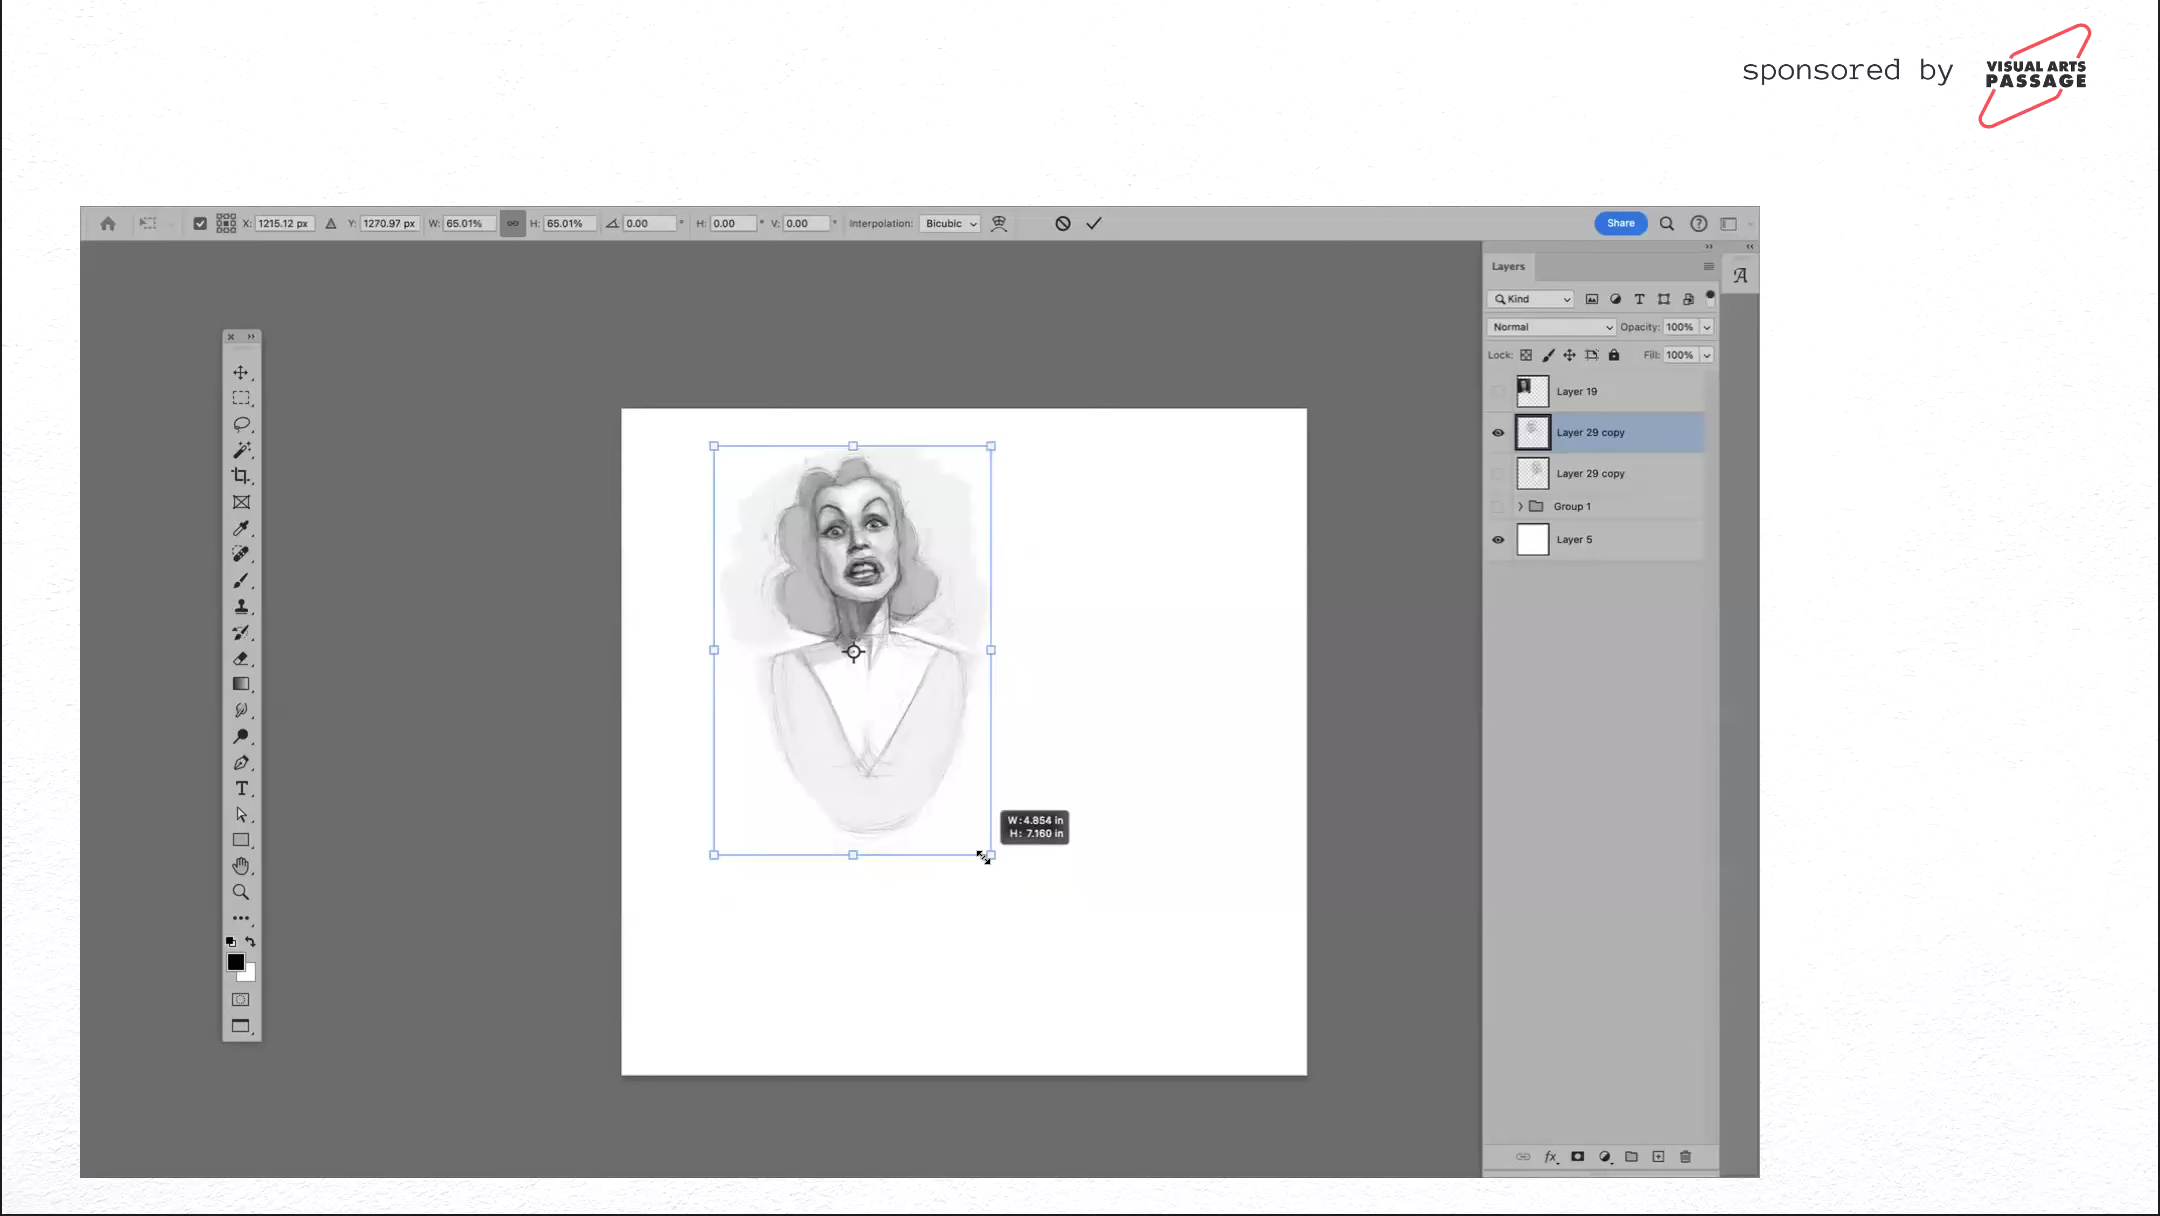 sponsored by
VISUAL ARTS
PASSAGE
X: 1215.12 px Y: 1270.97 px W: 65.01% H: 65.01% 0.00 ° H: 0.00 ° V: 0.00 ° Interpolation: Bicubic Share
Layers
Kind
Normal Opacity: 100%
Lock: Fill: 100%
Layer 19
Layer 29 copy
Layer 29 copy
Group 1
Layer 5
W: 4.854 in
H: 7.160 in